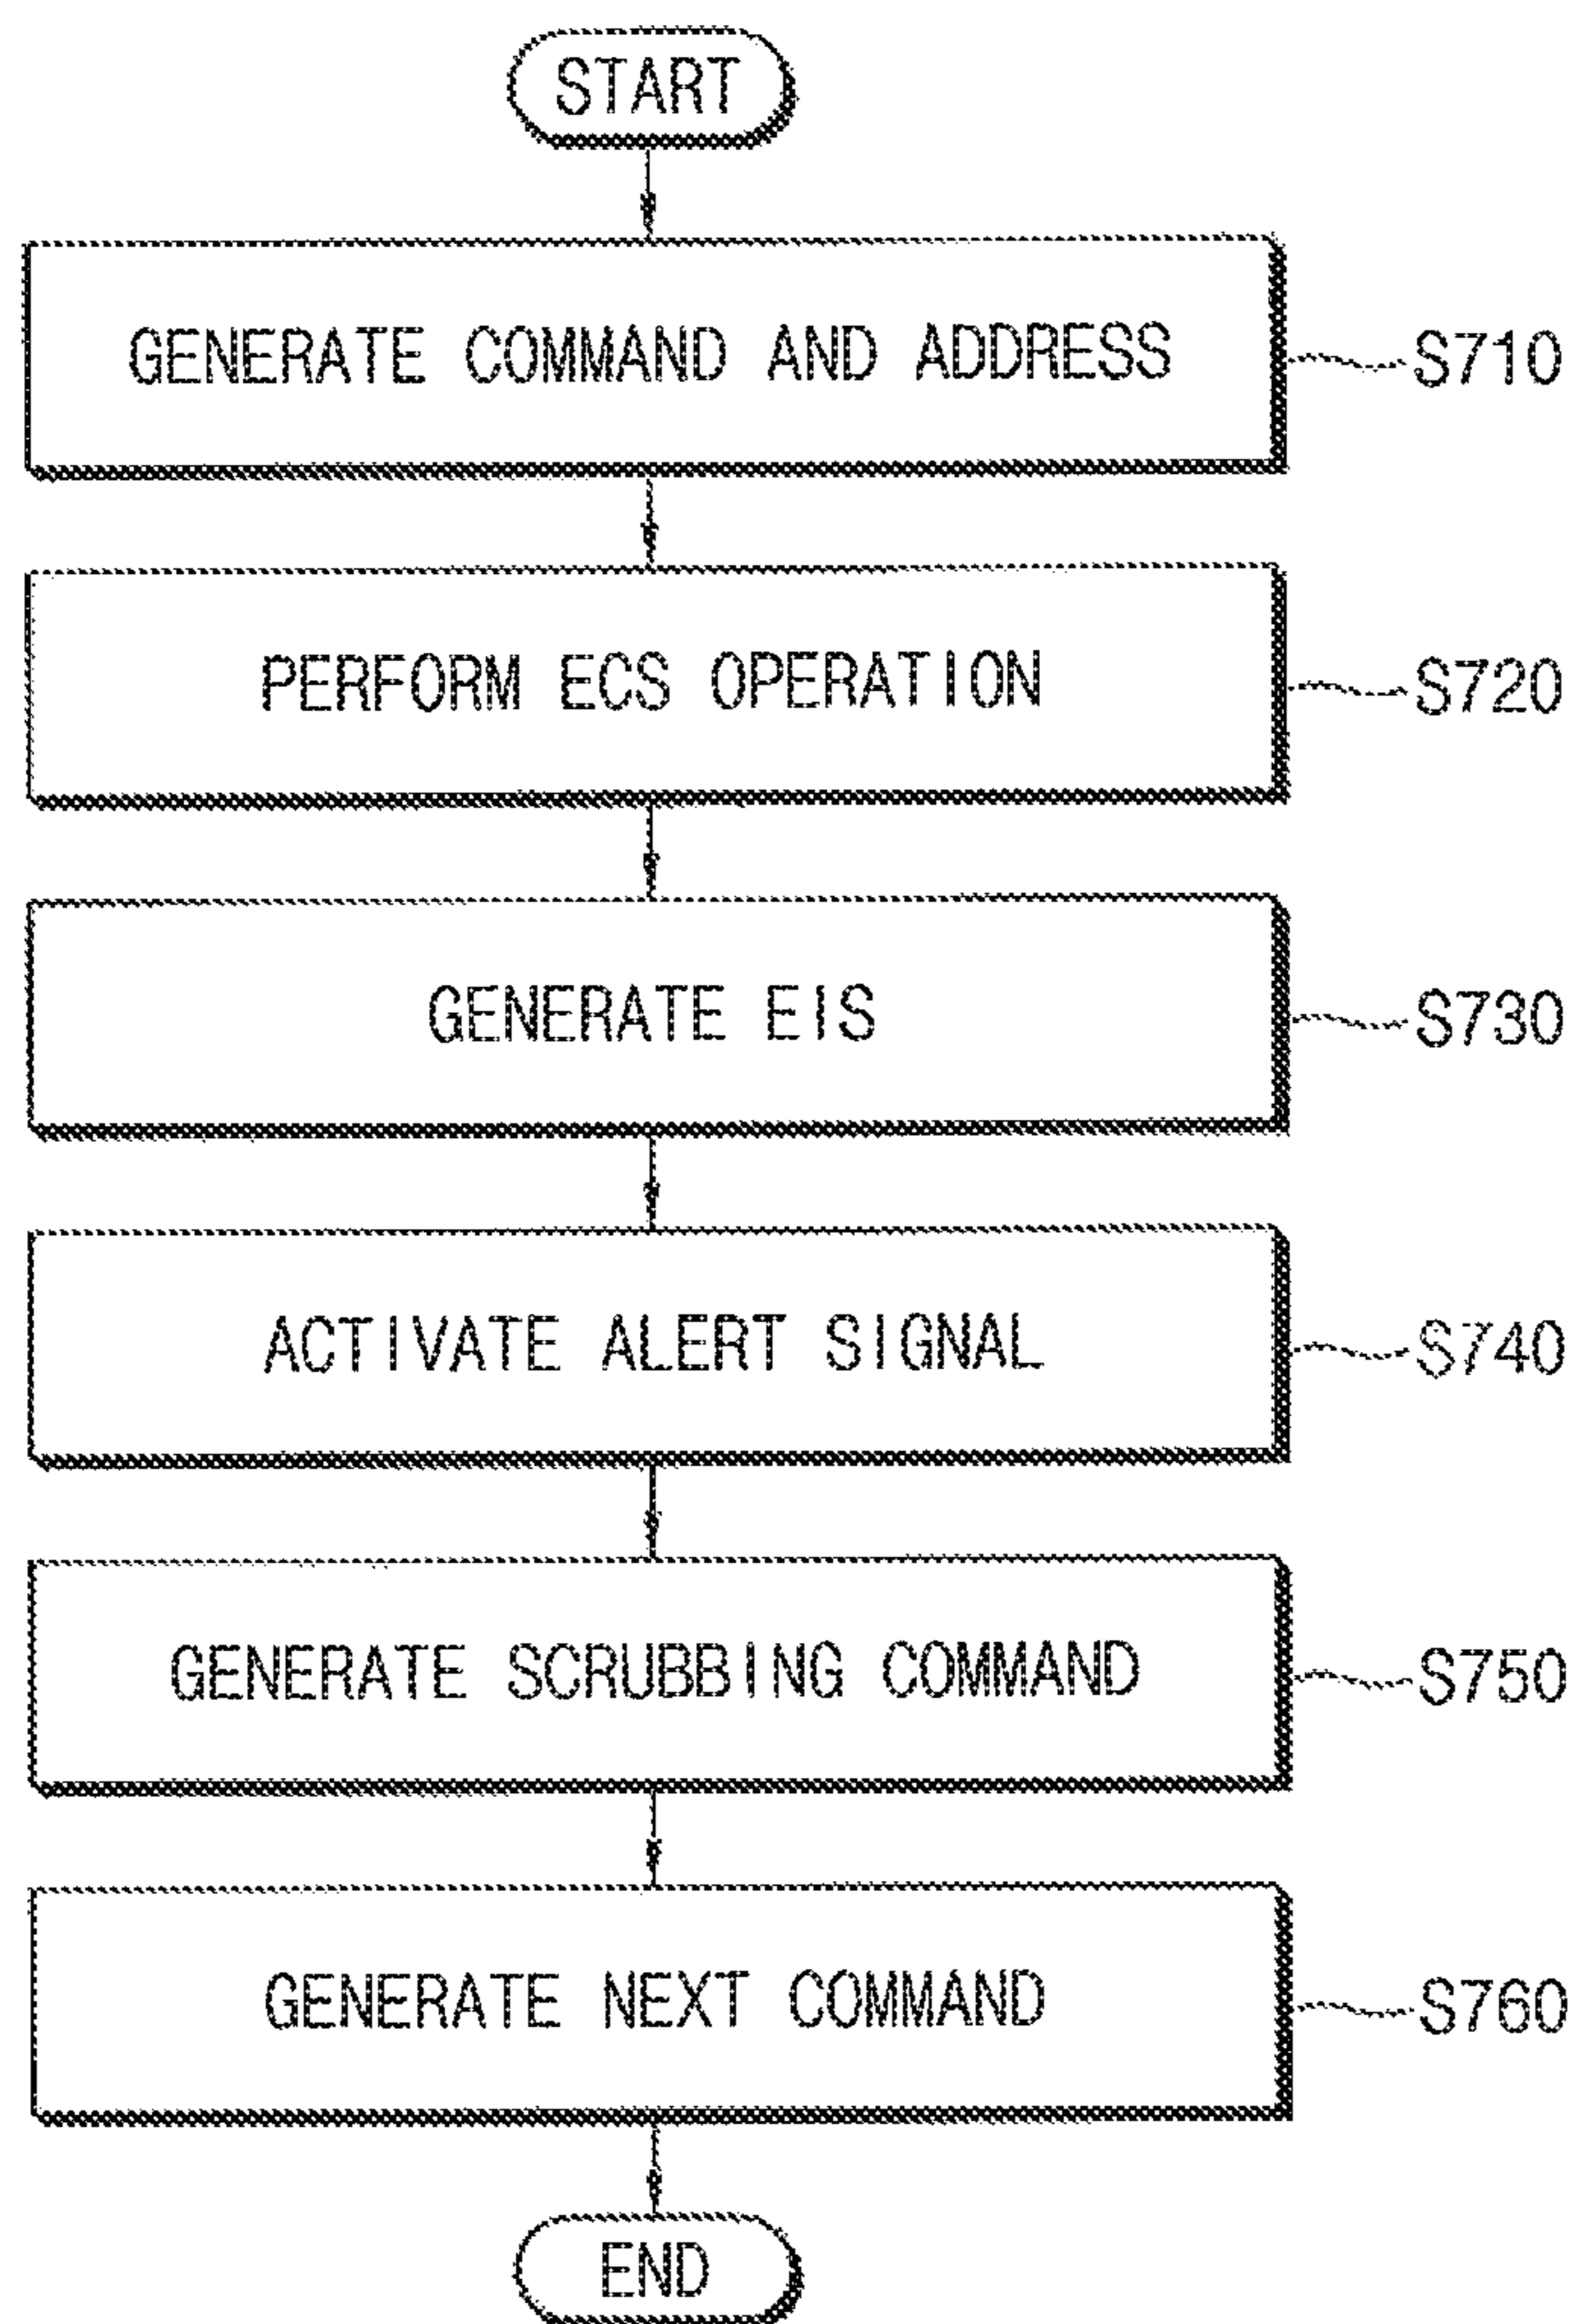 START
GENERATE COMMAND AND ADDRESS
S710
PERFORM ECS OPERATION
S720
GENERATE EIS
S730
ACTIVATE ALERT SIGNAL
S740
GENERATE SCRUBBING COMMAND
S750
GENERATE NEXT COMMAND
S760
END